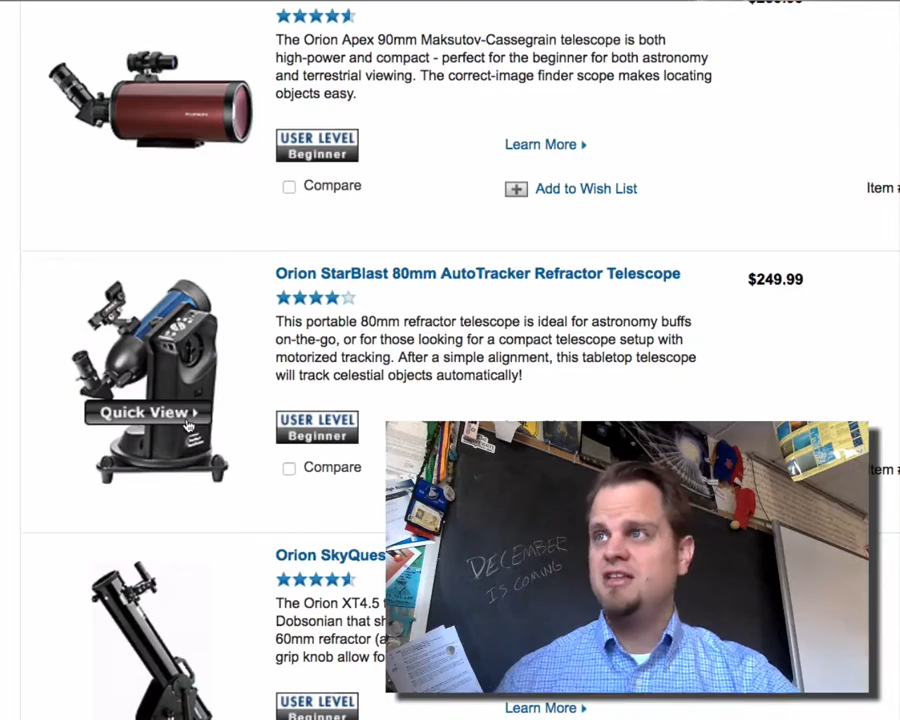 The Orion Apex 90mm Maksutov-Cassegrain telescope is both
high-power and compact - perfect for the beginner for both astronomy
and terrestrial viewing. The correct-image finder scope makes locating
objects easy.
USER LEVEL
Beginner
Learn More
Compare
Add to Wish List
Item #
Orion StarBlast 80mm AutoTracker Refractor Telescope
$249.99
This portable 80mm refractor telescope is ideal for astronomy buffs
on-the-go, or for those looking for a compact telescope setup with
motorized tracking. After a simple alignment, this tabletop telescope
will track celestial objects automatically!
Quick View
USER LEVEL
Beginner
Compare
Item #
Orion SkyQues
The Orion XT4.5
Dobsonian that sh
60mm refractor (a
grip knob allow fo
USER LEVEL
Beginner
Learn More
DECEMBER
IS COMING